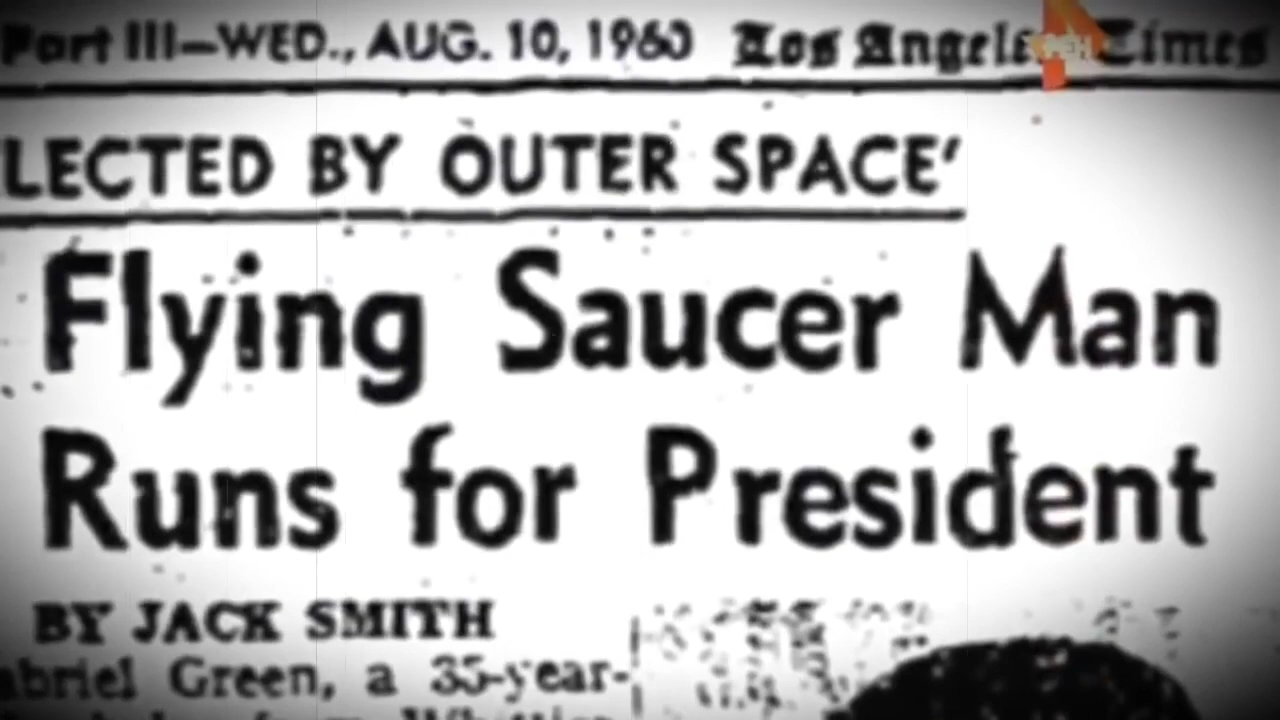 Part III—WED., AUG. 10, 1960 Los Angeles Times
LECTED BY OUTER SPACE'
Flying Saucer Man
Runs for President
BY JACK SMITH
abriel Green, a 35-year-